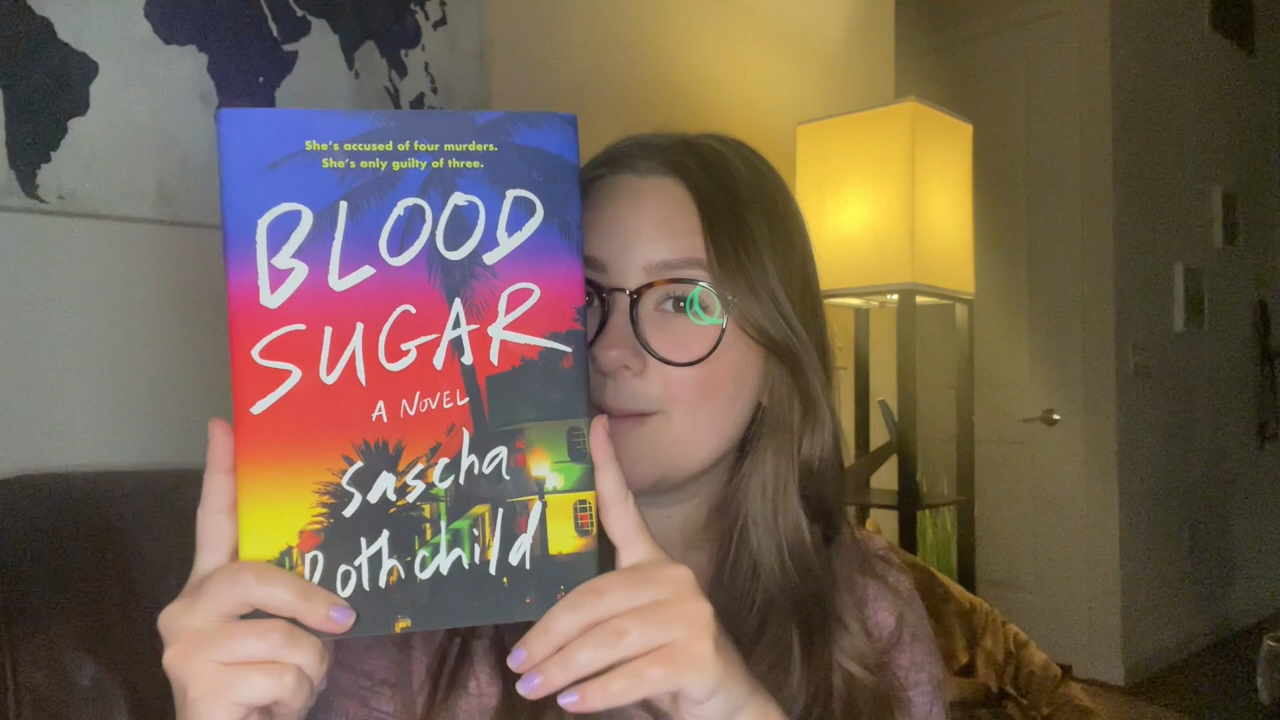 She's accused of four murders.
She's only guilty of three.
BLOOD
SUGAR
A NOVEL
Sascha
Rothchild